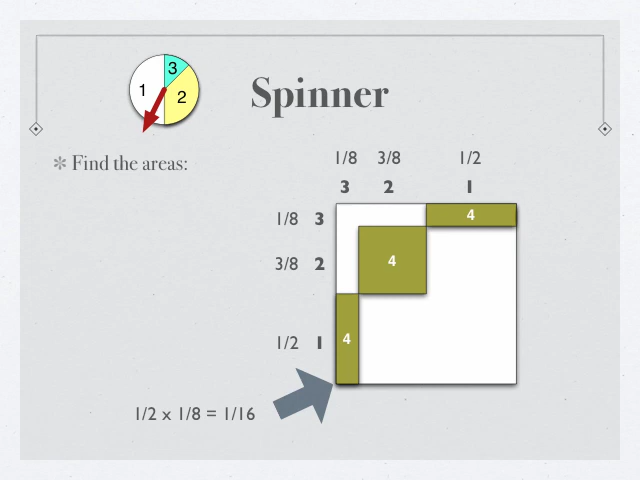 3
1
2
Spinner
✼ Find the areas:
1/8 3/8 1/2
3 2 1
1/8 3 4
3/8 2 4
1/2 1 4
1/2 x 1/8 = 1/16